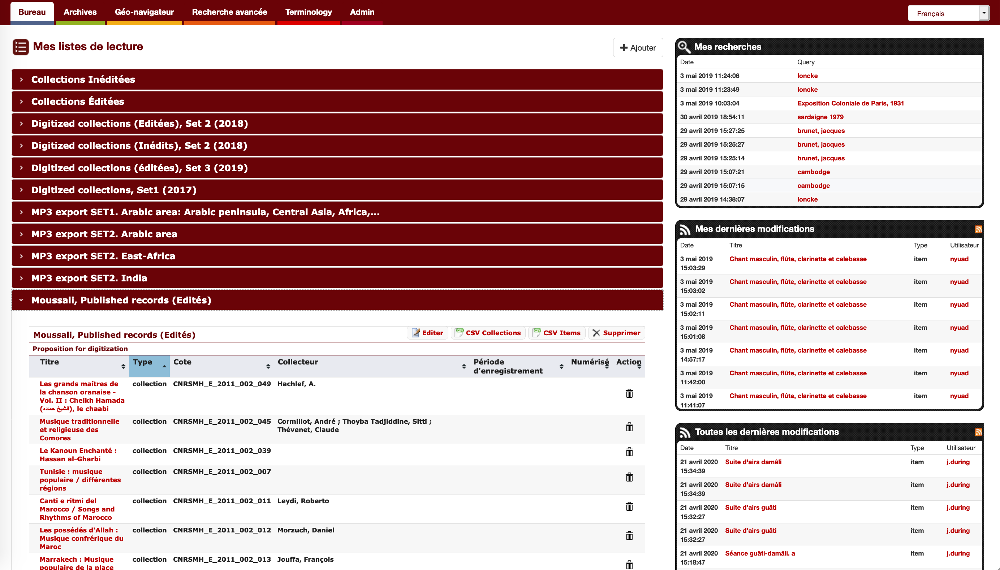 Bureau
Archives
Géo-navigateur
Recherche avancée
Terminology
Admin
Français
Mes listes de lecture
Ajouter
Collections Inéditées
Collections Éditées
Digitized collections (Editées), Set 2 (2018)
Digitized collections (Inédits), Set 2 (2018)
Digitized collections (éditées), Set 3 (2019)
Digitized collections, Set1 (2017)
MP3 export SET1. Arabic area: Arabic peninsula, Central Asia, Africa,...
MP3 export SET2. Arabic area
MP3 export SET2. East-Africa
MP3 export SET2. India
Moussali, Published records (Edités)
Moussali, Published records (Edités)
Editer
CSV Collections
CSV Items
Supprimer
Proposition for digitization
Titre Type Cote Collecteur Période Numérisé Action
d'enregistrement
Les grands maîtres de collection CNRSMH_E_2011_002_049 Hachlef, A.
la chanson oranaise -
Vol. II : Cheikh Hamada
(الشيخ حماده), le chaabi
Musique traditionnelle collection CNRSMH_E_2011_002_045 Cormillot, André ; Thoyba Tadjiddine, Sitti ;
et religieuse des Thévenet, Claude
Comores
Le Kanoun Enchanté : collection CNRSMH_E_2011_002_039
Hassan al-Gharbi
Tunisie : musique collection CNRSMH_E_2011_002_007
populaire / différentes
régions
Canti e ritmi del collection CNRSMH_E_2011_002_011 Leydi, Roberto
Marocco / Songs and
Rhythms of Marocco
Les possédés d'Allah : collection CNRSMH_E_2011_002_012 Morzuch, Daniel
Musique confrérique du
Maroc
Marrakech : Musique collection CNRSMH_E_2011_002_013 Jouffa, François
populaire de la place
Mes recherches
Date Query
3 mai 2019 11:24:06 loncke
3 mai 2019 11:23:49 loncke
3 mai 2019 10:03:04 Exposition Coloniale de Paris, 1931
30 avril 2019 18:54:11 sardaigne 1979
29 avril 2019 15:27:25 brunet, jacques
29 avril 2019 15:25:27 brunet, jacques
29 avril 2019 15:25:14 brunet, jacques
29 avril 2019 15:07:21 cambodge
29 avril 2019 15:07:15 cambodge
29 avril 2019 14:38:07 loncke
Mes dernières modifications
Date Titre Type Utilisateur
3 mai 2019 Chant masculin, flûte, clarinette et calebasse item nyuad
15:03:29
3 mai 2019 Chant masculin, flûte, clarinette et calebasse item nyuad
15:03:02
3 mai 2019 Chant masculin, flûte, clarinette et calebasse item nyuad
15:02:11
3 mai 2019 Chant masculin, flûte, clarinette et calebasse item nyuad
15:01:08
3 mai 2019 Chant masculin, flûte, clarinette et calebasse item nyuad
14:57:17
3 mai 2019 Chant masculin, flûte, clarinette et calebasse item nyuad
11:42:00
3 mai 2019 Chant masculin, flûte, clarinette et calebasse item nyuad
11:41:07
Toutes les dernières modifications
Date Titre Type Utilisateur
21 avril 2020 Suite d'airs damâli item j.during
15:34:39
21 avril 2020 Suite d'airs damâli item j.during
15:34:39
21 avril 2020 Suite d'airs guâti item j.during
15:32:27
21 avril 2020 Suite d'airs guâti item j.during
15:32:27
21 avril 2020 Séance guâti-damâli. a item j.during
15:18:47